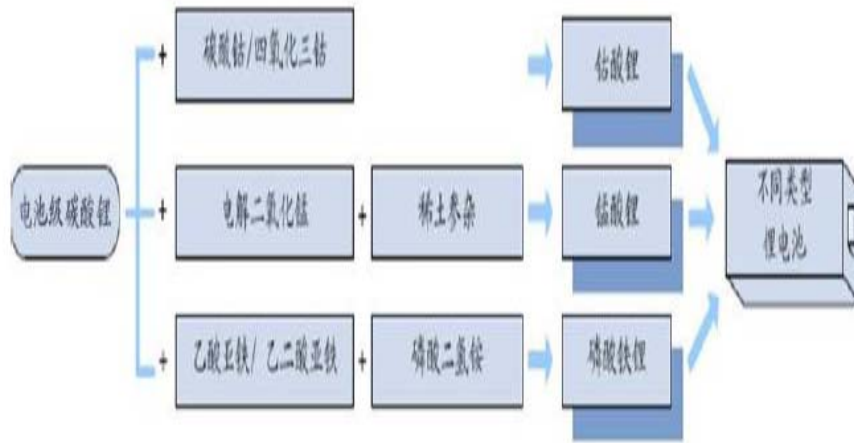 + 碳酸钴/四氧化三钴 钴酸锂
电池级碳酸锂 + 电解二氧化锰 + 稀土参杂 锰酸锂 不同类型
锂电池
+ 乙酸亚铁/乙二酸亚铁 + 磷酸二氢铵 磷酸铁锂